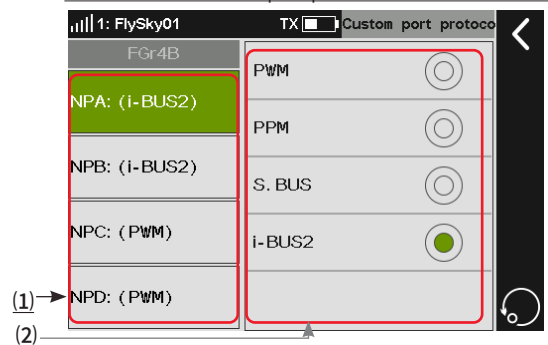 1: FlySky01 TX Custom port protoco
FGr4B
NPA: (i-BUS2)
NPB: (i-BUS2)
NPC: (PWM)
NPD: (PWM)
PWM
PPM
S.BUS
i-BUS2
(1)
(2)